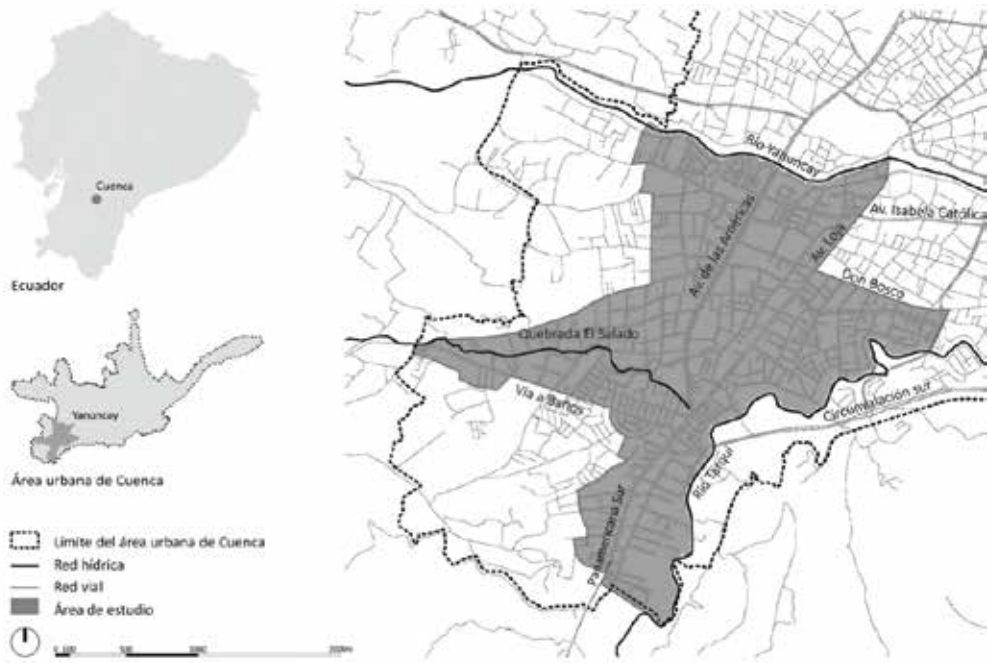 Cuenca
Ecuador
Yanuncay
Área urbana de Cuenca
Límite del área urbana de Cuenca
Red hídrica
Red vial
Área de estudio
Río Yanuncay
Av. Isabela Católica
Av. de las Américas
Av. Loja
Don Bosco
Quebrada El Salado
Vía a Baños
Circunvalación sur
Río Tarqui
Panamericana Sur
0